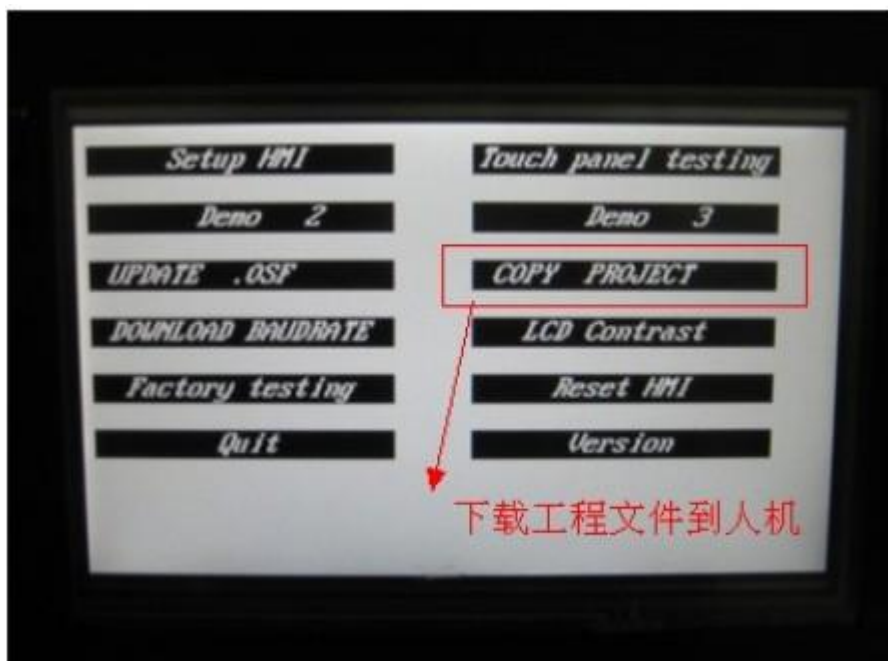 Setup HMI
Touch panel testing
Demo 2
Demo 3
UPDATE .OSF
COPY PROJECT
DOWNLOAD BAUDRATE
LCD Contrast
Factory testing
Reset HMI
Quit
Version
下载工程文件到人机